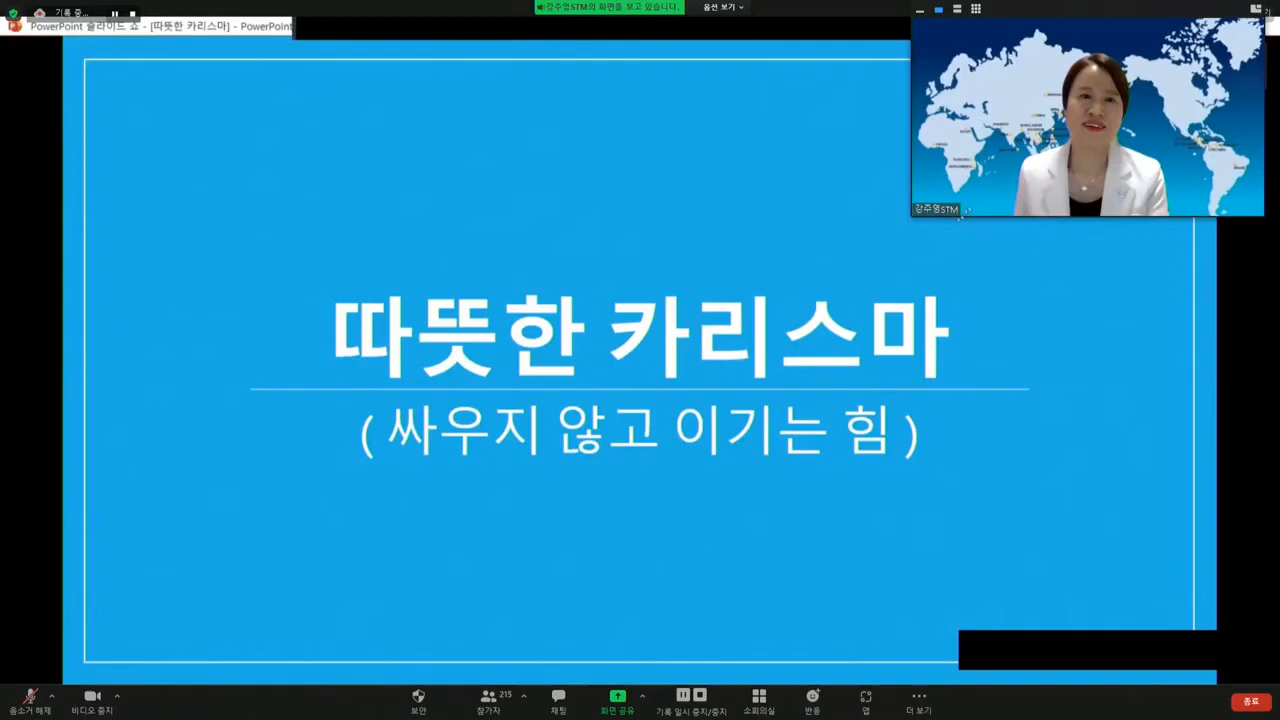 기록 중...
강주영STM의 화면을 보고 있습니다.
옵션 보기
PowerPoint 슬라이드 쇼 - [따뜻한 카리스마] - PowerPoint
강주영STM
따뜻한 카리스마
( 싸우지 않고 이기는 힘 )
음소거 해제
비디오 중지
보안
참가자
215
채팅
화면 공유
기록 일시 중지/중지
소회의실
반응
앱
더 보기
종료